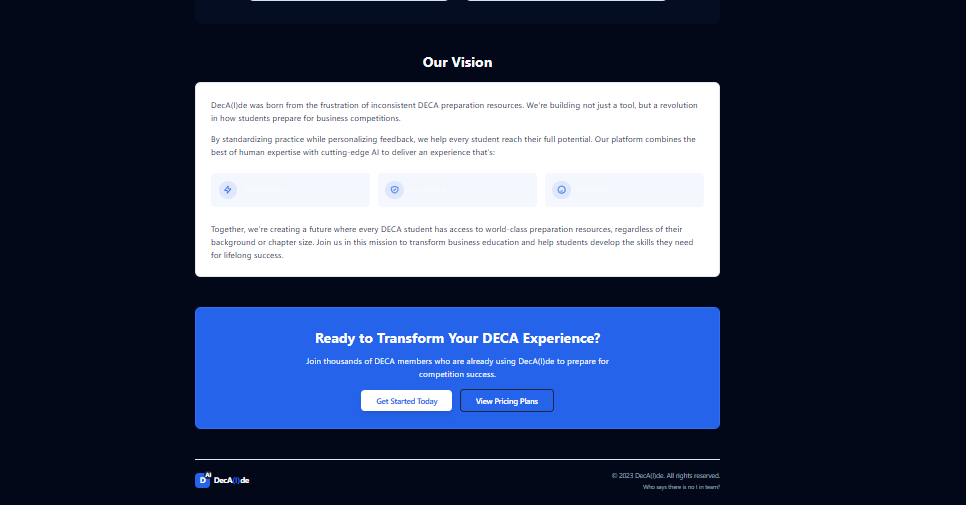 Our Vision
DecA(I)de was born from the frustration of inconsistent DECA preparation resources. We're building not just a tool, but a revolution
in how students prepare for business competitions.
By standardizing practice while personalizing feedback, we help every student reach their full potential. Our platform combines the
best of human expertise with cutting-edge AI to deliver an experience that's:
Together, we're creating a future where every DECA student has access to world-class preparation resources, regardless of their
background or chapter size. Join us in this mission to transform business education and help students develop the skills they need
for lifelong success.
Ready to Transform Your DECA Experience?
Join thousands of DECA members who are already using DecA(I)de to prepare for
competition success.
Get Started Today View Pricing Plans
D AI DecA(I)de
© 2023 DecA(I)de. All rights reserved.
Who says there is no I in team?